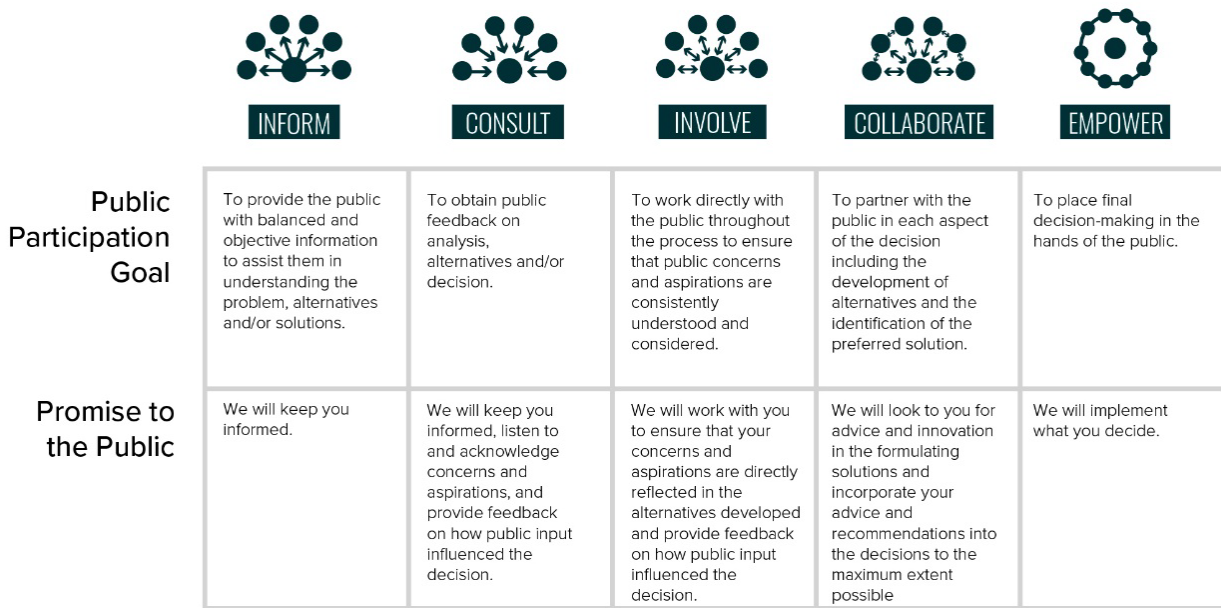 INFORM
CONSULT
INVOLVE
COLLABORATE
EMPOWER
Public
Participation
Goal
To provide the public
with balanced and
objective information
to assist them in
understanding the
problem, alternatives
and/or solutions.
To obtain public
feedback on
analysis,
alternatives and/or
decision.
To work directly with
the public throughout
the process to ensure
that public concerns
and aspirations are
consistently
understood and
considered.
To partner with the
public in each aspect
of the decision
including the
development of
alternatives and the
identification of the
preferred solution.
To place final
decision-making in the
hands of the public.
Promise to
the Public
We will keep you
informed.
We will keep you
informed, listen to
and acknowledge
concerns and
aspirations, and
provide feedback
on how public input
influenced the
decision.
We will work with you
to ensure that your
concerns and
aspirations are directly
reflected in the
alternatives developed
and provide feedback
on how public input
influenced the
decision.
We will look to you for
advice and innovation
in the formulating
solutions and
incorporate your
advice and
recommendations into
the decisions to the
maximum extent
possible
We will implement
what you decide.